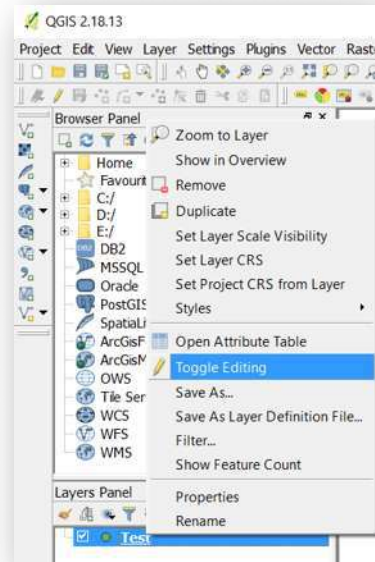 QGIS 2.18.13
Project Edit View Layer Settings Plugins Vector
Browser Panel
Home
C:/
D:/
E:/
DB2
MSSQL
Oracle
PostGIS
WCS
WFS
OWS
WMS
Zoom to Layer
Show in Overview
Remove
Duplicate
Set Layer Scale Visibility
Set Layer CRS
Set Project CRS from Layer
Styles
Open Attribute Table
Toggle Editing
Save As...
Save As Layer Definition File...
Filter...
Show Feature Count
Properties
Rename
Layers Panel
Test